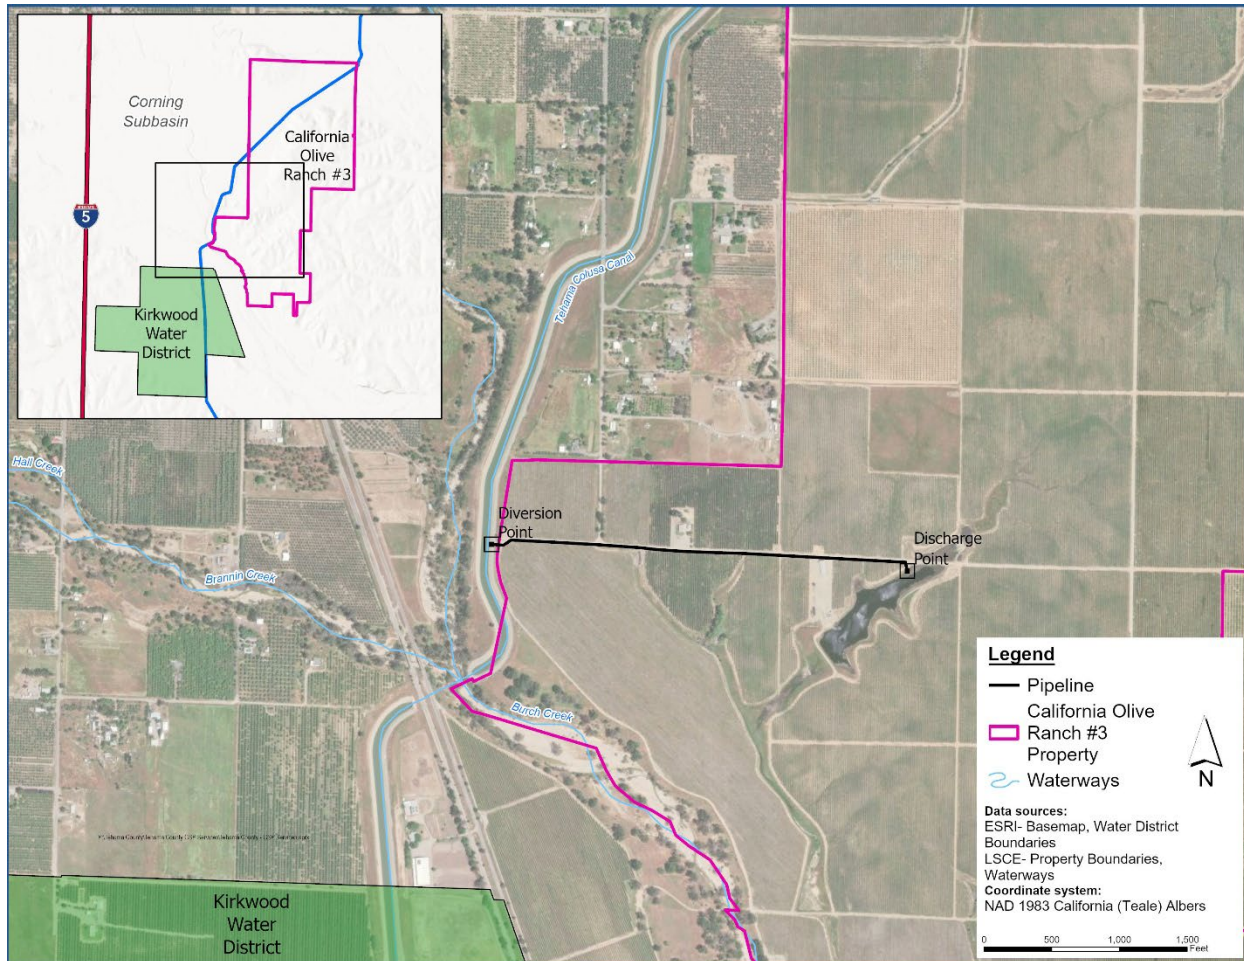 Corning
Subbasin
California
Olive
Ranch #3
5
Kirkwood
Water
District
Tehama Colusa Canal
Hall Creek
Diversion
Point
Discharge
Point
Brannin Creek
Burch Creek
Kirkwood
Water
District
Legend
Pipeline
California Olive
Ranch #3
Property
Waterways
N
Data sources:
ESRI- Basemap, Water District
Boundaries
LSCE- Property Boundaries,
Waterways
Coordinate system:
NAD 1983 California (Teale) Albers
0 500 1,000 1,500
Feet